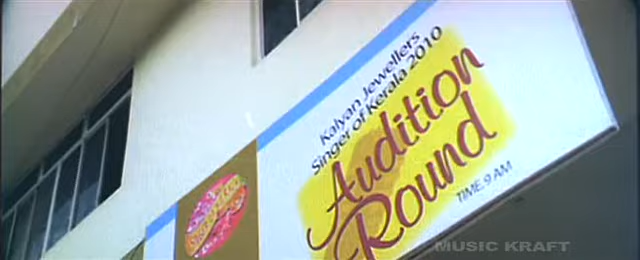 Kalyan Jewellers
Singer of Kerala 2010
Audition
Round
TIME.9 AM
MUSIC KRAFT